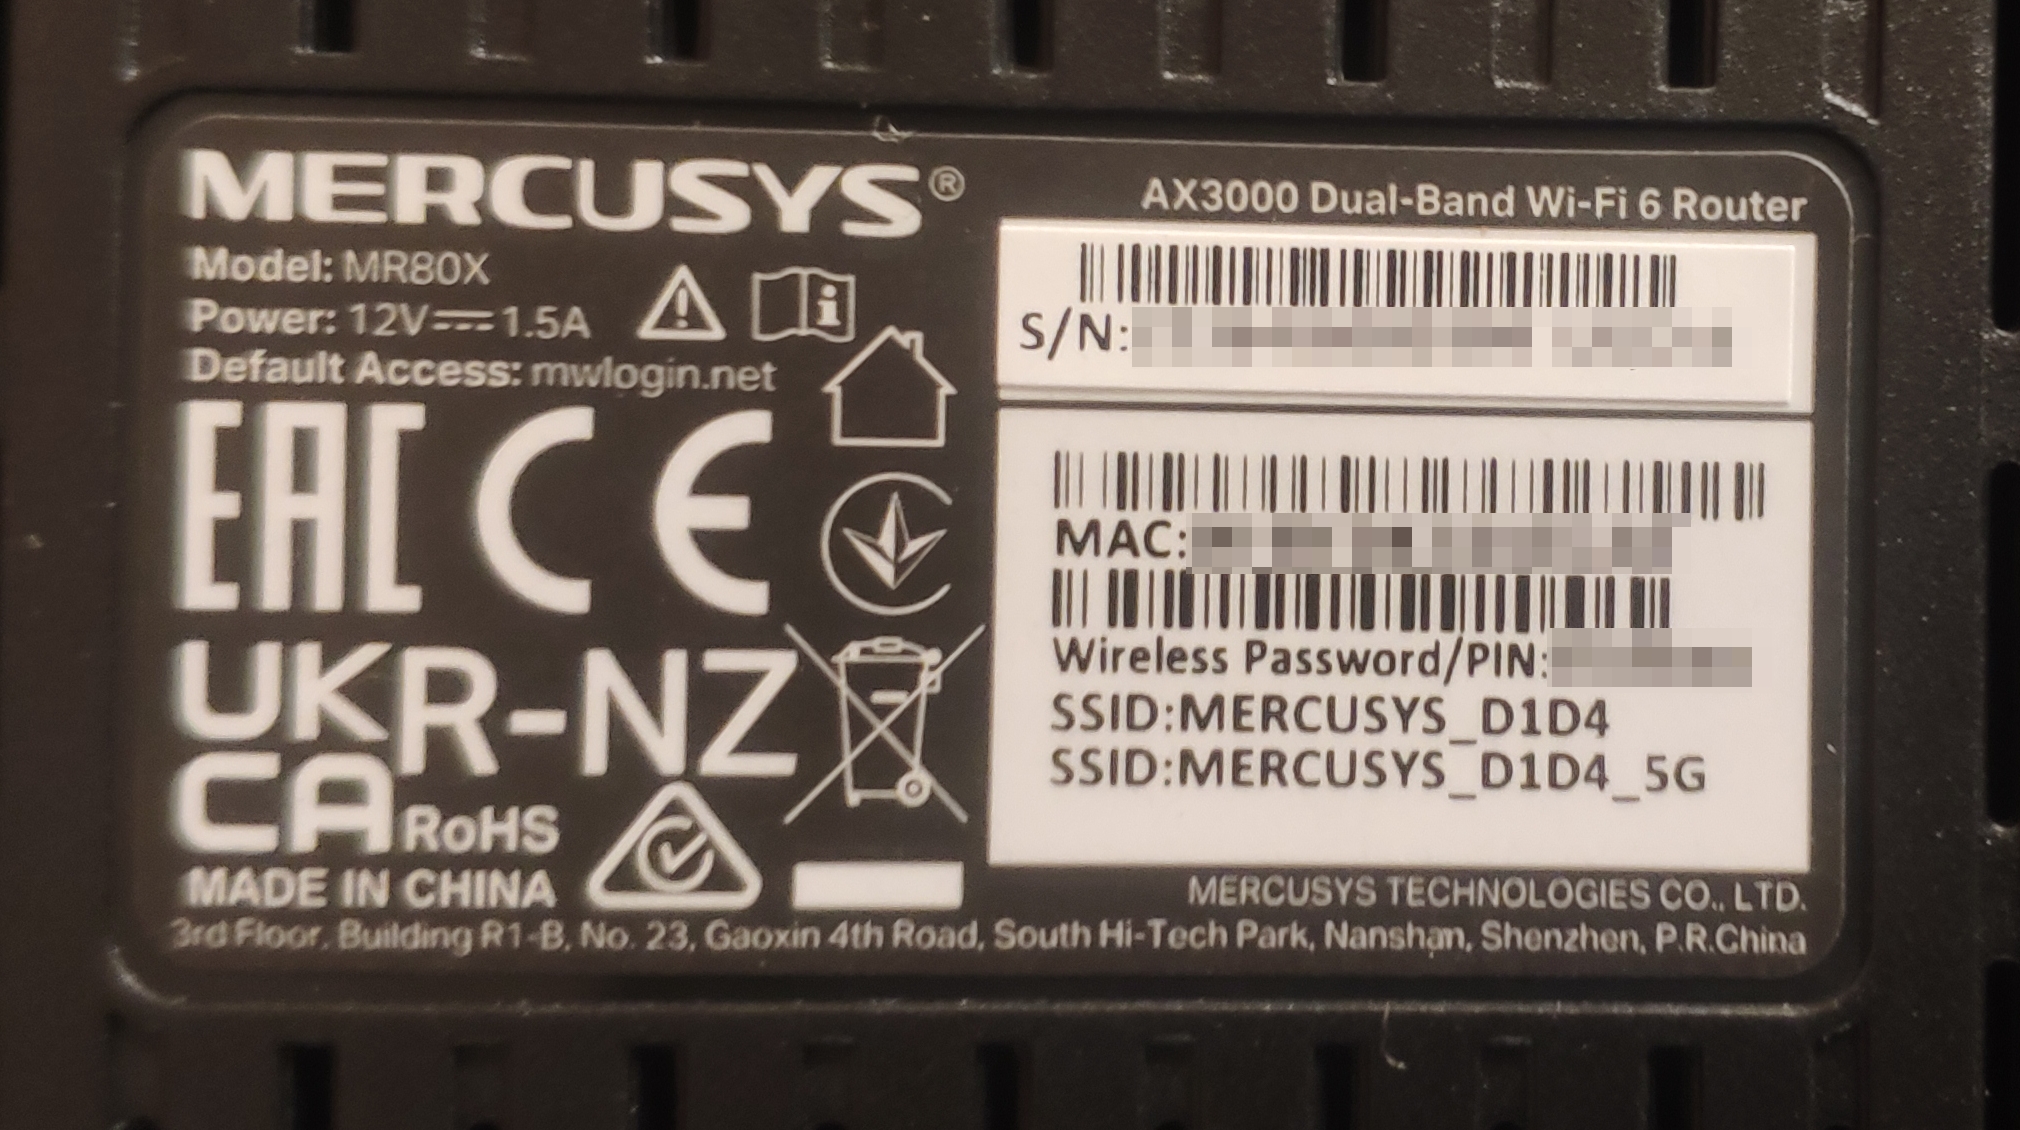 MERCUSYS®
Model: MR80X
Power: 12V⎓1.5A
Default Access: mwlogin.net
EAC CE
UK
CA
R-NZ
RoHS
MADE IN CHINA
AX3000 Dual-Band Wi-Fi 6 Router
S/N:
MAC:
Wireless Password/PIN:
SSID:MERCUSYS_D1D4
SSID:MERCUSYS_D1D4_5G
MERCUSYS TECHNOLOGIES CO., LTD.
3rd Floor, Building R1-B, No. 23, Gaoxin 4th Road, South Hi-Tech Park, Nanshan, Shenzhen, P.R.China